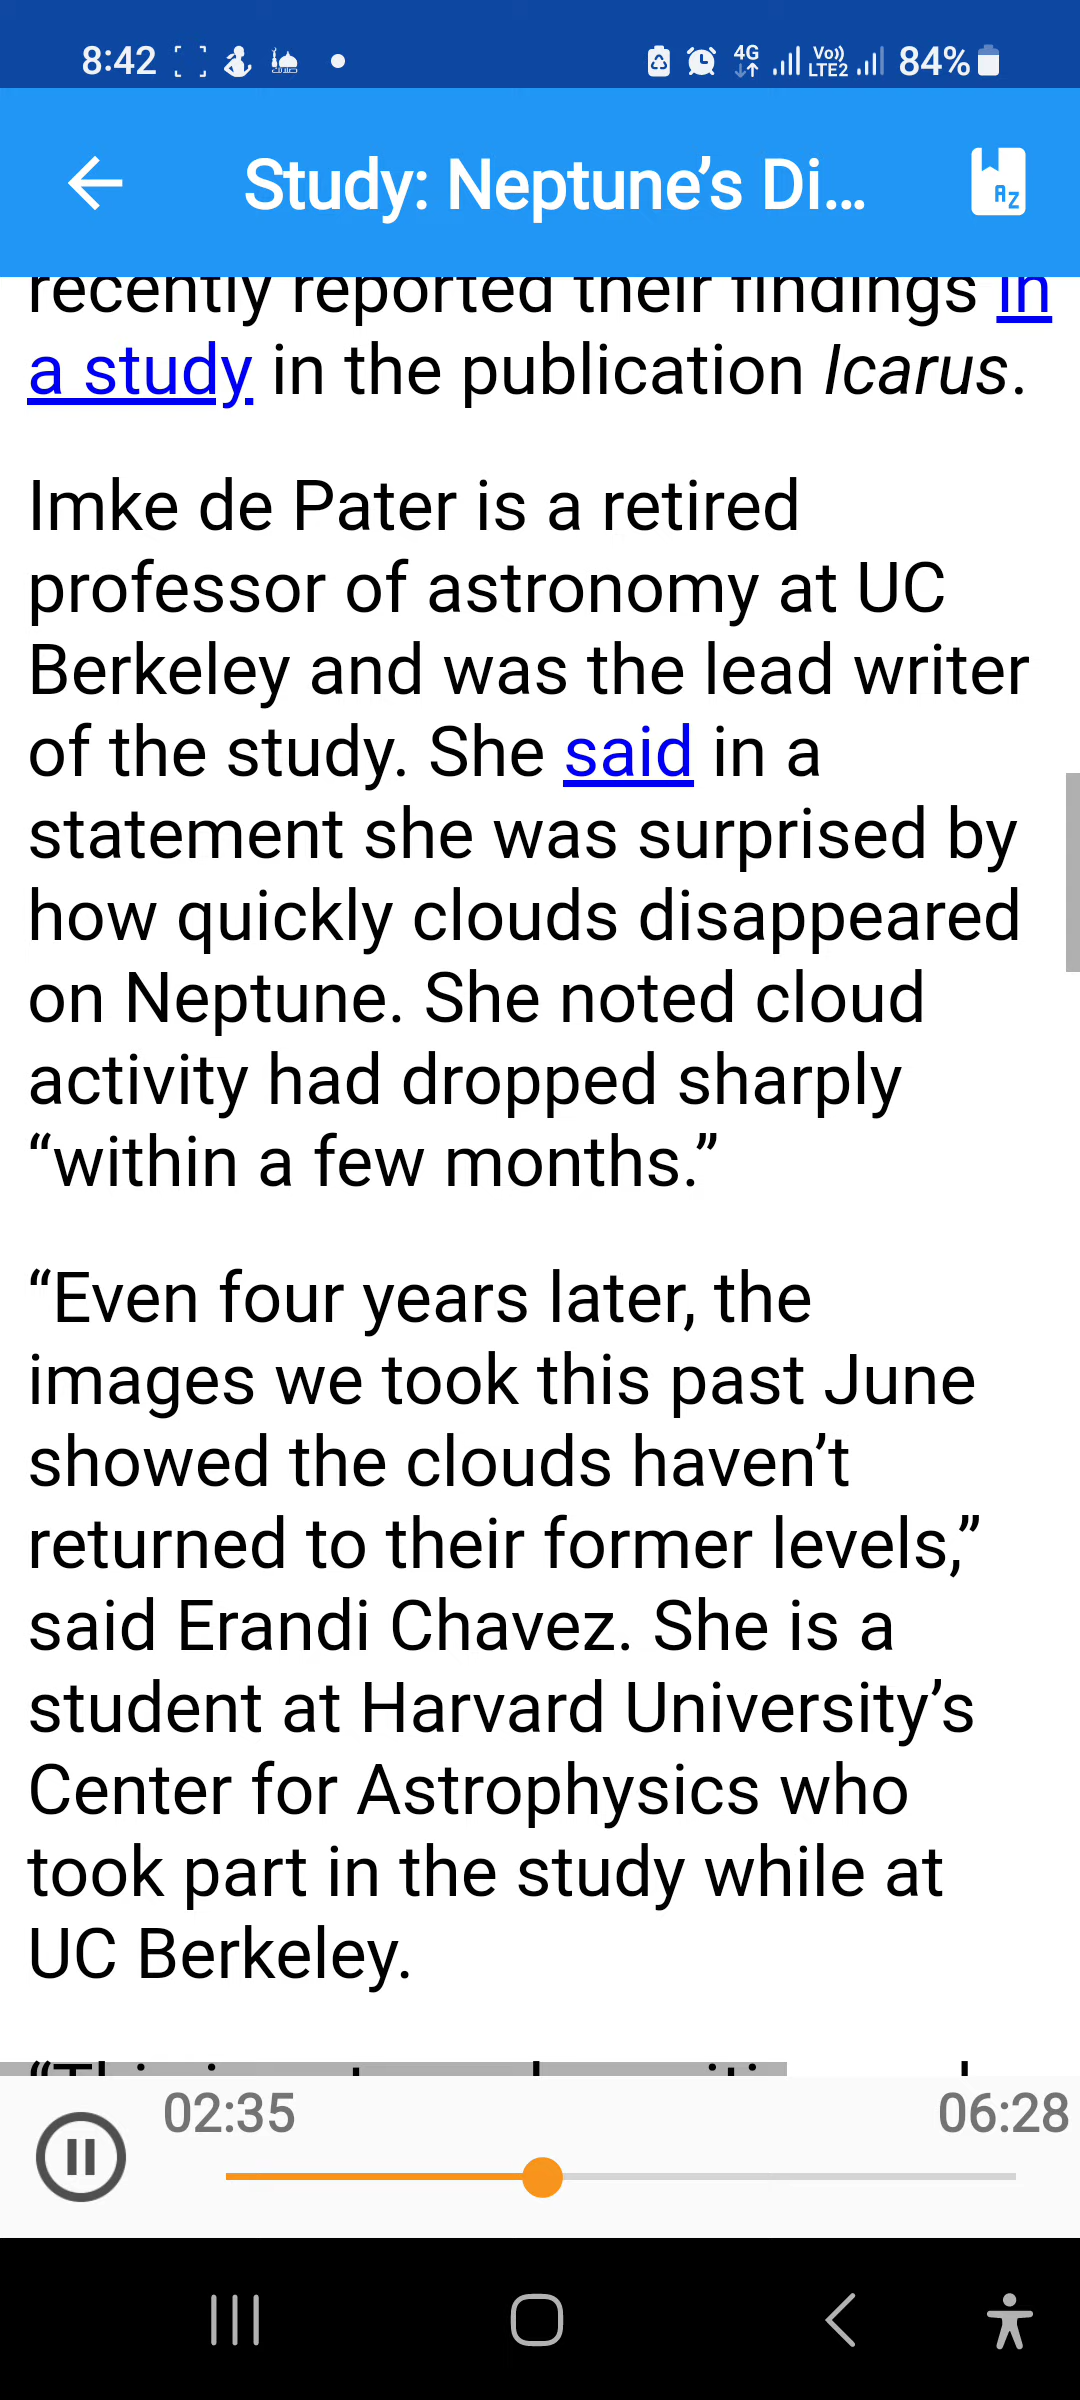 8:42
4G
Vo))
LTE2
84%
Study: Neptune’s Di...
AZ
recently reported their findings in
a study in the publication Icarus.
Imke de Pater is a retired
professor of astronomy at UC
Berkeley and was the lead writer
of the study. She said in a
statement she was surprised by
how quickly clouds disappeared
on Neptune. She noted cloud
activity had dropped sharply
“within a few months.”
“Even four years later, the
images we took this past June
showed the clouds haven’t
returned to their former levels,”
said Erandi Chavez. She is a
student at Harvard University’s
Center for Astrophysics who
took part in the study while at
UC Berkeley.
02:35
06:28